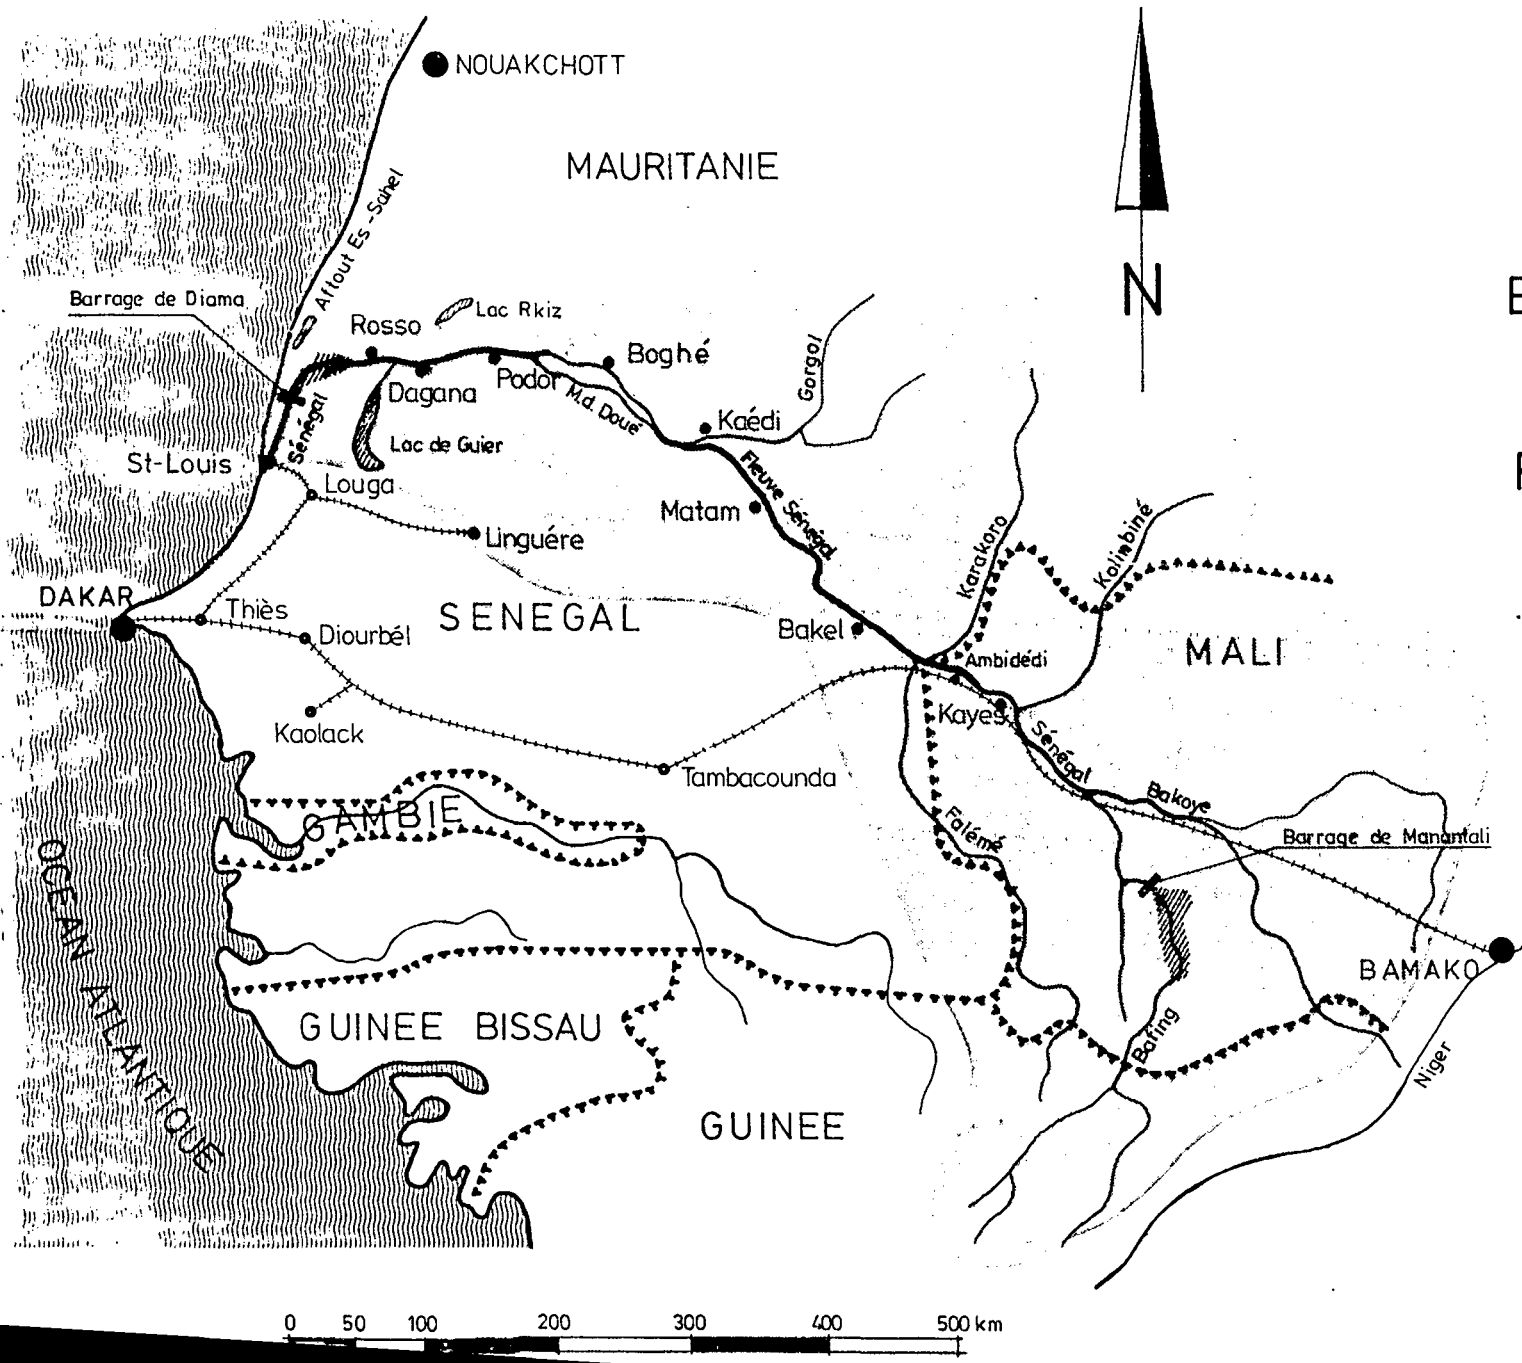 NOUAKCHOTT
MAURITANIE
Aftout Es-Sahel
Barrage de Diama
N
Lac Rkiz
Rosso
Boghé
Gorgol
Podor
Dagana
M.d. Doué
Kaédi
Sénégal
Lac de Guier
St-Louis
Louga
Fleuve Sénégal
Matam
Linguére
Karakoro
Kolinbiné
DAKAR
Thiès
Diourbél
SENEGAL
Bakel
Ambidédi
MALI
Kayes
Kaolack
Sénégal
Tambacounda
Bakoye
GAMBIE
Falémé
Barrage de Manantali
OCEAN ATLANTIQUE
BAMAKO
GUINEE BISSAU
Bafing
Niger
GUINEE
0 50 100 200 300 400 500 km